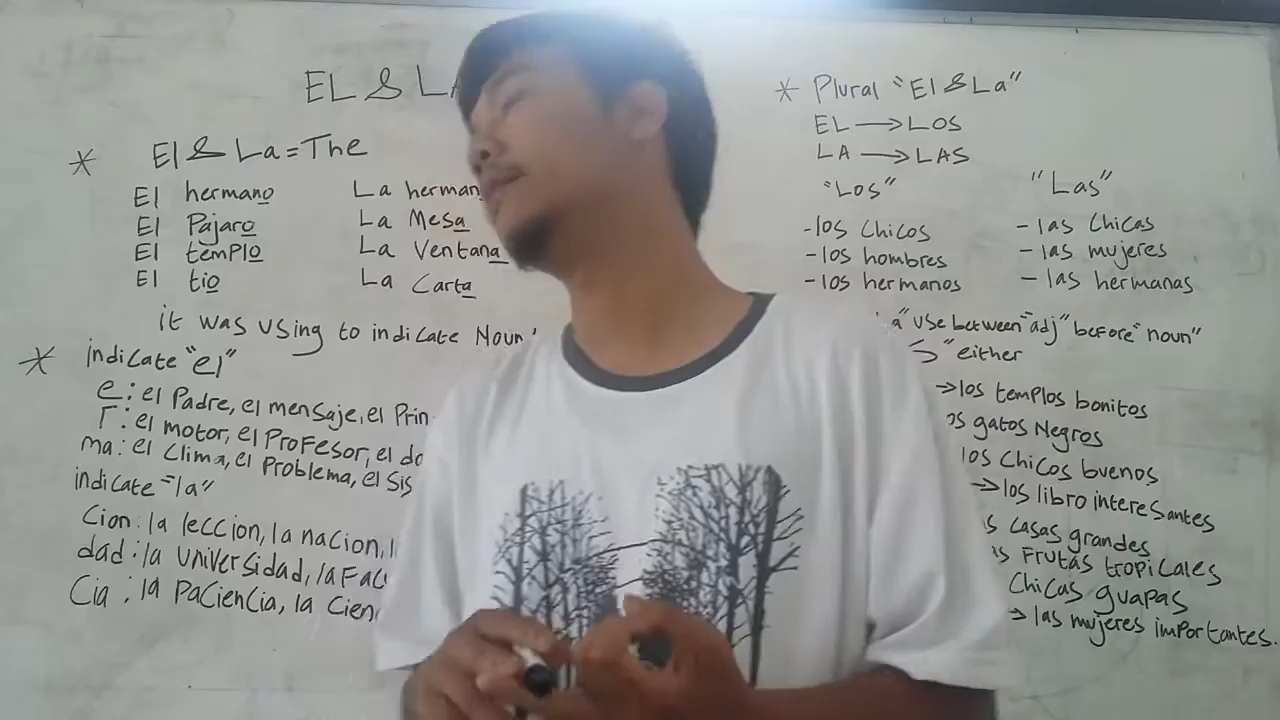 EL & LA
* El & La = The
El hermano
El Pajaro
El templo
El tio
La herman
La Mesa
La Ventana
La Carta
it was using to indicate Noun
* indicate "el"
e: el Padre, el mensaje, el Prin
r: el motor, el Profesor, el do
ma: el Clima, el Problema, el Sis
indicate "la"
Cion: la leccion, la nacion, l
dad: la universidad, la Fac
Cia: la Paciencia, la Cien
* Plural "El & La"
EL → LOS
LA → LAS
"Los"
-los Chicos
-los hombres
-los hermanos
"Las"
-las Chicas
-las mujeres
-las hermanas
a" use between "adj" before "noun"
S" either
→los templos bonitos
os gatos Negros
los Chicos buenos
→los libro interesantes
s casas grandes
s Frutas tropicales
Chicas guapas
→las mujeres importantes.